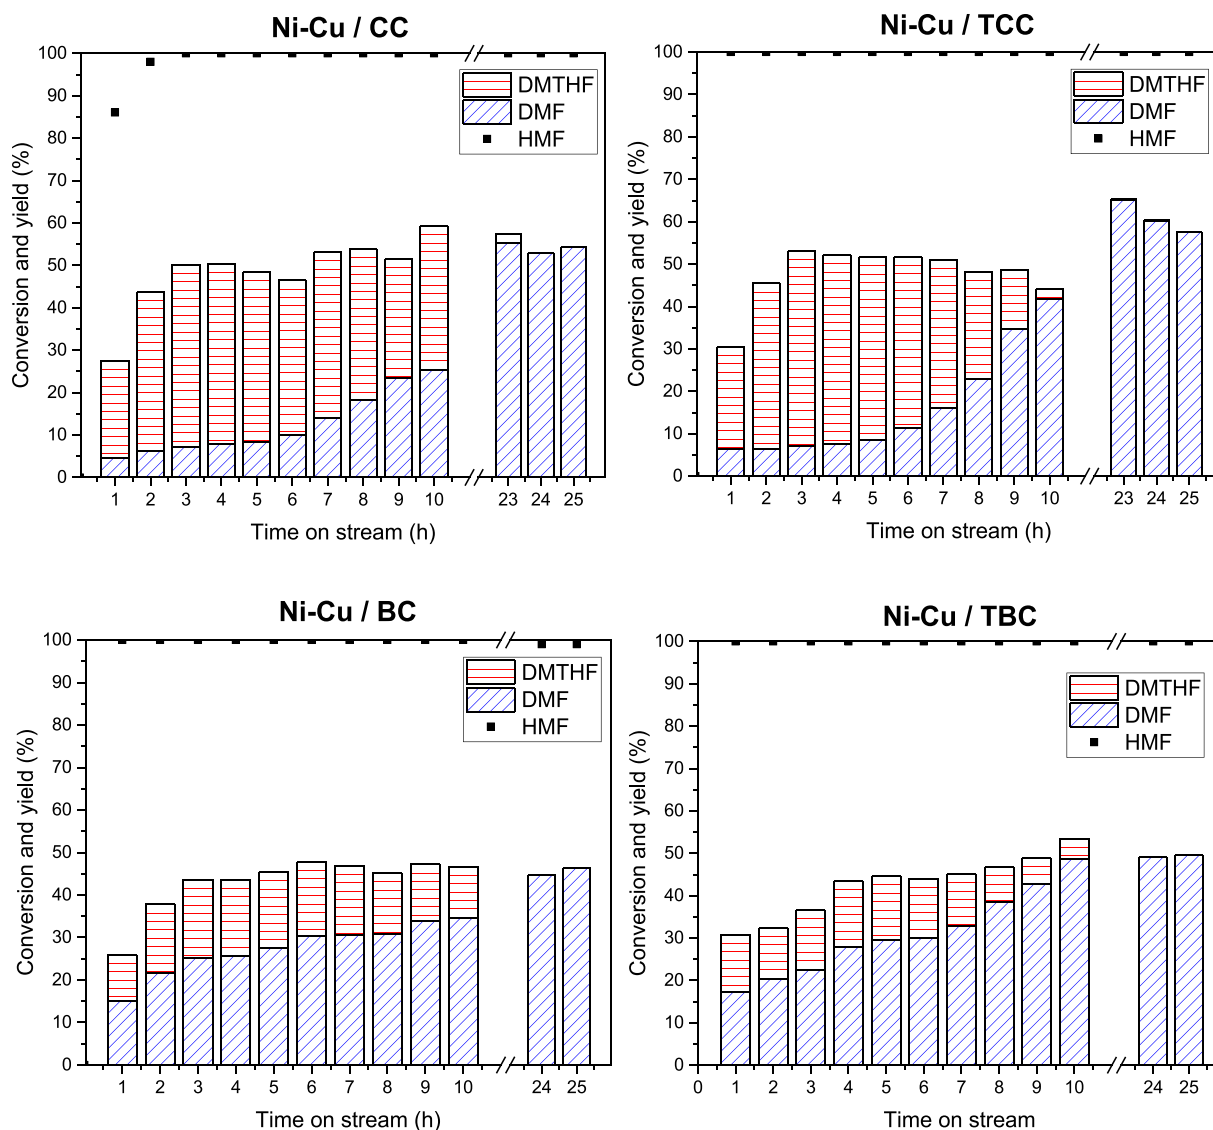 Ni-Cu / CC
100
90
80
70
60
50
40
30
20
10
0
Conversion and yield (%)
DMTHF
DMF
HMF
1 2 3 4 5 6 7 8 9 10 23 24 25
Time on stream (h)
Ni-Cu / TCC
100
90
80
70
60
50
40
30
20
10
0
Conversion and yield (%)
DMTHF
DMF
HMF
1 2 3 4 5 6 7 8 9 10 23 24 25
Time on stream (h)
Ni-Cu / BC
100
90
80
70
60
50
40
30
20
10
0
Conversion and yield (%)
DMTHF
DMF
HMF
1 2 3 4 5 6 7 8 9 10 24 25
Time on stream (h)
Ni-Cu / TBC
100
90
80
70
60
50
40
30
20
10
0
Conversion and yield (%)
DMTHF
DMF
HMF
0 1 2 3 4 5 6 7 8 9 10 24 25
Time on stream